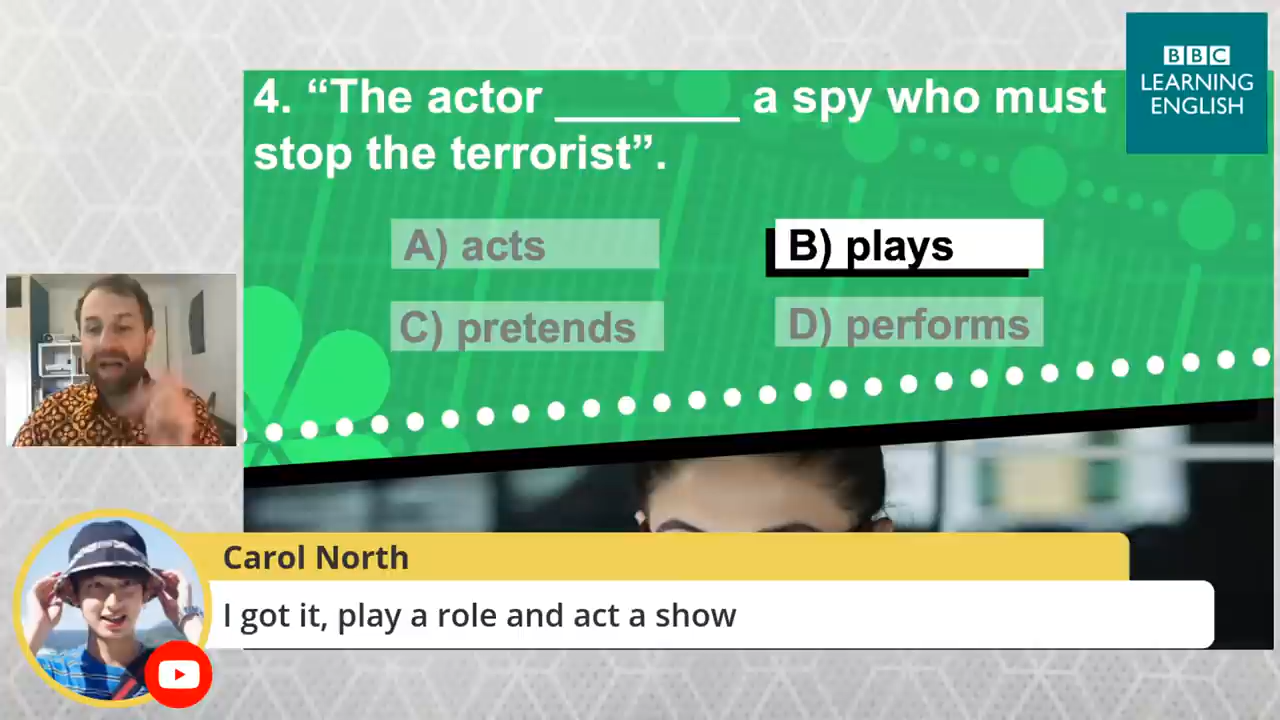 BBC
LEARNING
ENGLISH
4. “The actor ________ a spy who must
stop the terrorist”.
A) acts
B) plays
C) pretends
D) performs
Carol North
I got it, play a role and act a show